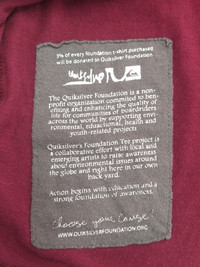 1% of every Foundation t-shirt purchased
will be donated to Quiksilver Foundation
Quiksilver
The Quiksilver Foundation is a non-
profit organization committed to ben-
efiting and enhancing the quality of
life for communities of boardriders
across the world by supporting envi-
ronmental, educational, health and
youth-related projects
Quiksilver's Foundation Tee project is
a collaborative effort with local and
emerging artists to raise awareness
about environmental issues around
the globe and right here in our own
back yard.
Action begins with education and a
strong foundation of awareness.
Choose your Cause
WWW.QUIKSILVERFOUNDATION.ORG